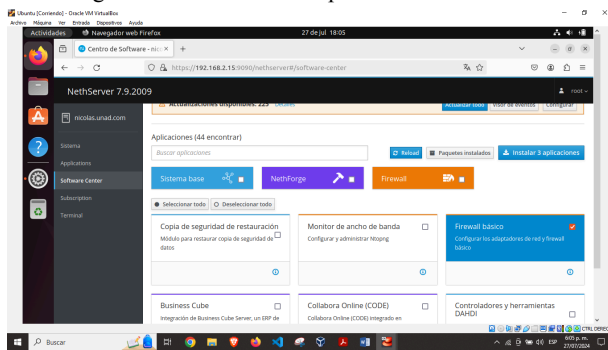 Ubuntu [Corriendo] - Oracle VM VirtualBox
Archivo Máquina Ver Entrada Dispositivos Ayuda
Actividades Navegador web Firefox 27 de jul 18:05
Centro de Software - nic
https://192.168.2.15:9090/nethserver#/software-center
NethServer 7.9.2009 root
nicolas.unad.com
Sistema
Applications
Software Center
Subscription
Terminal
Actualizaciones disponibles: 223 Detalles
Actualizar todo Visor de eventos Configurar
Aplicaciones (44 encontrar)
Buscar aplicaciones Reload Paquetes instalados Instalar 3 aplicaciones
Sistema base NethForge Firewall
Seleccionar todo Deseleccionar todo
Copia de seguridad de restauración
Módulo para restaurar copia de seguridad de datos
Monitor de ancho de banda
Configurar y administrar Ntopng
Firewall básico
Configurar los adaptadores de red y firewall básico
Business Cube
Integración de Business Cube Server, un ERP de
Collabora Online (CODE)
Collabora Online (CODE) integrado en
Controladores y herramientas DAHDI
CTRL DERECHO
Buscar
ESP
6:05 p. m.
27/07/2024